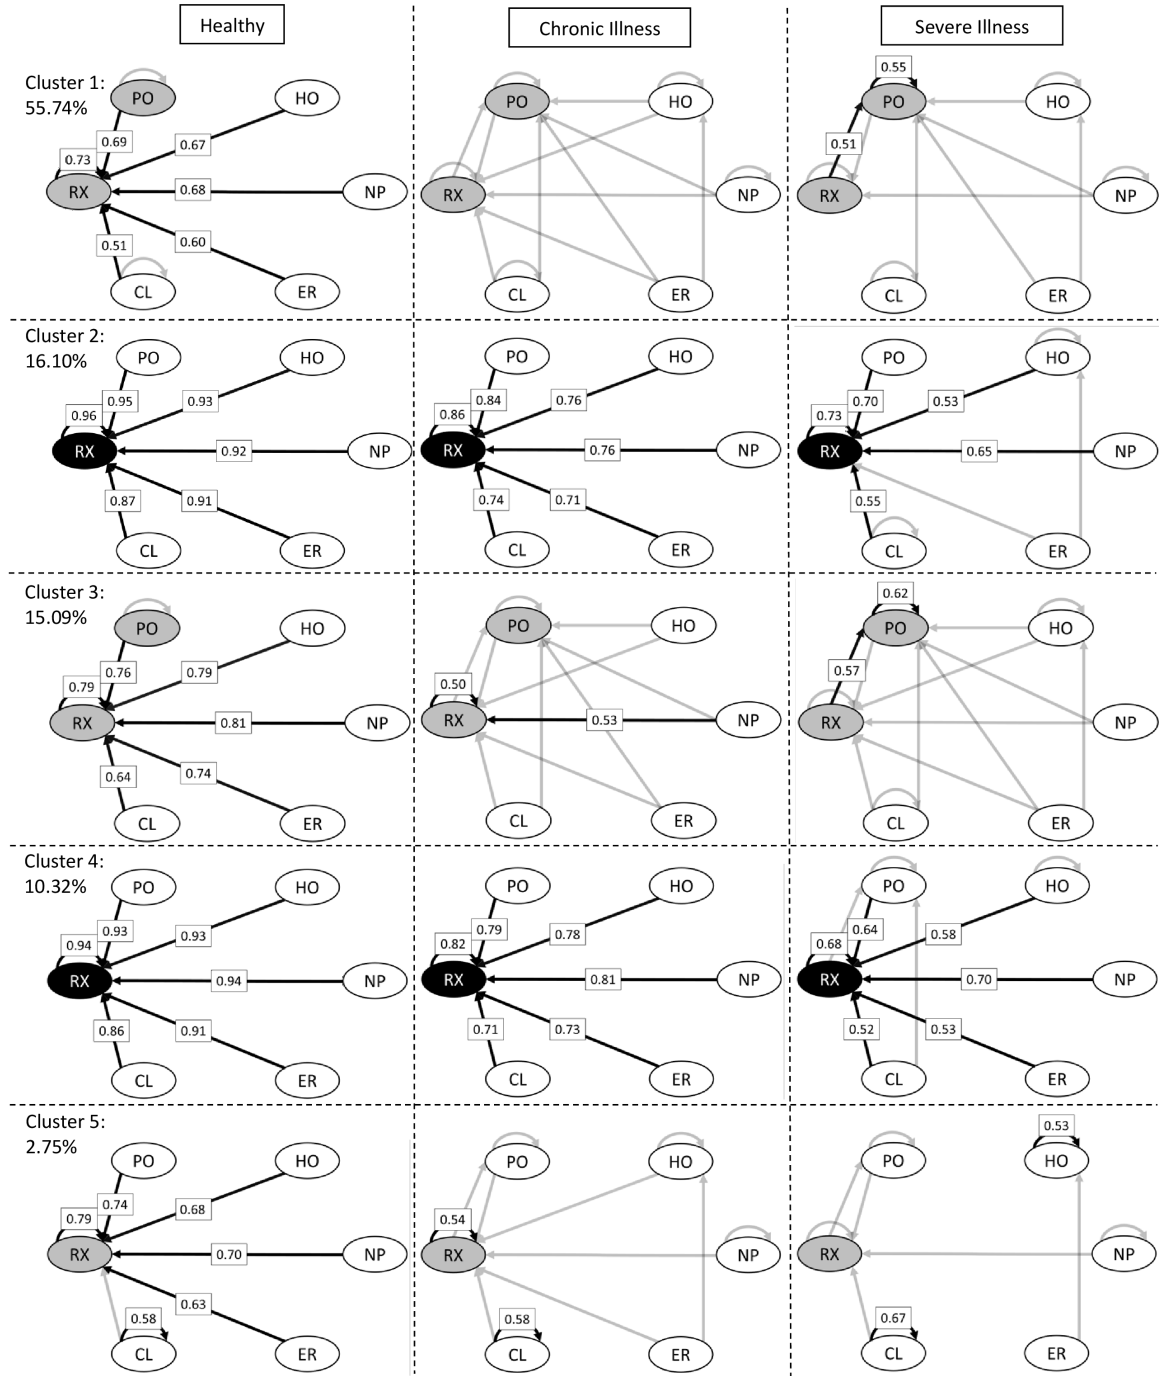 Healthy
Chronic Illness
Severe Illness
Cluster 1:
55.74%
PO
HO
0.69
0.67
0.73
RX
0.68
NP
0.51
0.60
CL
ER
PO
HO
RX
NP
CL
ER
0.55
PO
HO
0.51
RX
NP
CL
ER
Cluster 2:
16.10%
PO
HO
0.95
0.93
0.96
RX
0.92
NP
0.87
0.91
CL
ER
PO
HO
0.84
0.76
0.86
RX
0.76
NP
0.74
0.71
CL
ER
PO
HO
0.70
0.53
0.73
RX
0.65
NP
0.55
CL
ER
Cluster 3:
15.09%
PO
HO
0.76
0.79
0.79
RX
0.81
NP
0.64
0.74
CL
ER
PO
HO
0.50
RX
0.53
NP
CL
ER
0.62
PO
HO
0.57
RX
NP
CL
ER
Cluster 4:
10.32%
PO
HO
0.93
0.93
0.94
RX
0.94
NP
0.86
0.91
CL
ER
PO
HO
0.79
0.78
0.82
RX
0.81
NP
0.71
0.73
CL
ER
PO
HO
0.64
0.58
0.68
RX
0.70
NP
0.52
0.53
CL
ER
Cluster 5:
2.75%
PO
HO
0.74
0.68
0.79
RX
0.70
NP
0.63
0.58
CL
ER
PO
HO
0.54
RX
NP
0.58
CL
ER
0.53
PO
HO
RX
NP
0.67
CL
ER